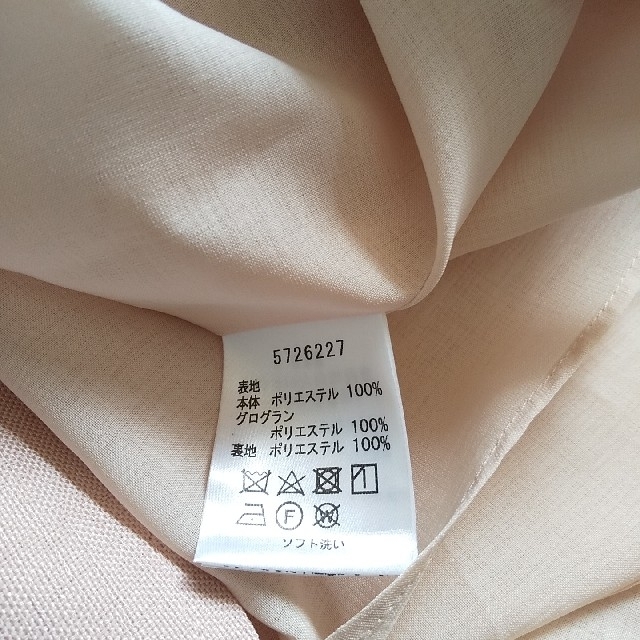 5726227
表地
本体 ポリエステル 100%
グログラン
ポリエステル 100%
裏地 ポリエステル 100%
F W
ソフト洗い